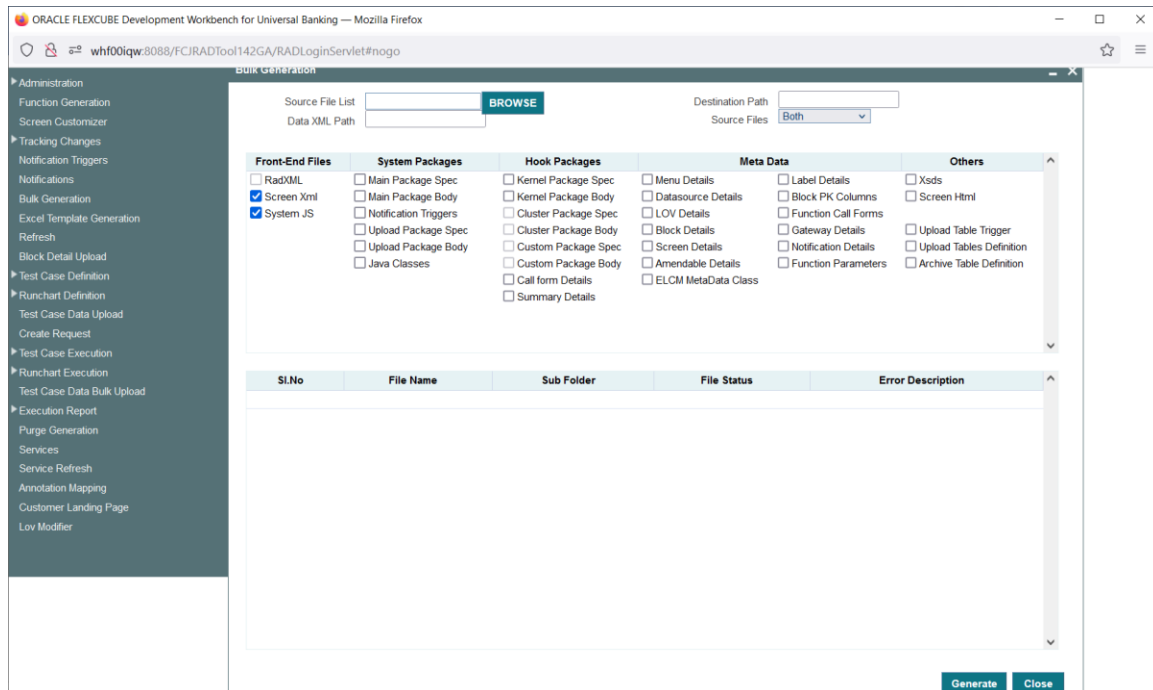 ORACLE FLEXCUBE Development Workbench for Universal Banking — Mozilla Firefox
whf00iqw:8088/FCJRADTool142GA/RADLoginServlet#nogo
Administration
Function Generation
Screen Customizer
Tracking Changes
Notification Triggers
Notifications
Bulk Generation
Excel Template Generation
Refresh
Block Detail Upload
Test Case Definition
Runchart Definition
Test Case Data Upload
Create Request
Test Case Execution
Runchart Execution
Test Case Data Bulk Upload
Execution Report
Purge Generation
Services
Service Refresh
Annotation Mapping
Customer Landing Page
Lov Modifier
Bulk Generation
Source File List BROWSE Destination Path
Data XML Path Source Files Both
Front-End Files System Packages Hook Packages Meta Data Others
RadXML Main Package Spec Kernel Package Spec Menu Details Label Details Xsds
Screen Xml Main Package Body Kernel Package Body Datasource Details Block PK Columns Screen Html
System JS Notification Triggers Cluster Package Spec LOV Details Function Call Forms
Upload Package Spec Cluster Package Body Block Details Gateway Details Upload Table Trigger
Upload Package Body Custom Package Spec Screen Details Notification Details Upload Tables Definition
Java Classes Custom Package Body Amendable Details Function Parameters Archive Table Definition
Call form Details ELCM MetaData Class
Summary Details
Sl.No File Name Sub Folder File Status Error Description
Generate Close